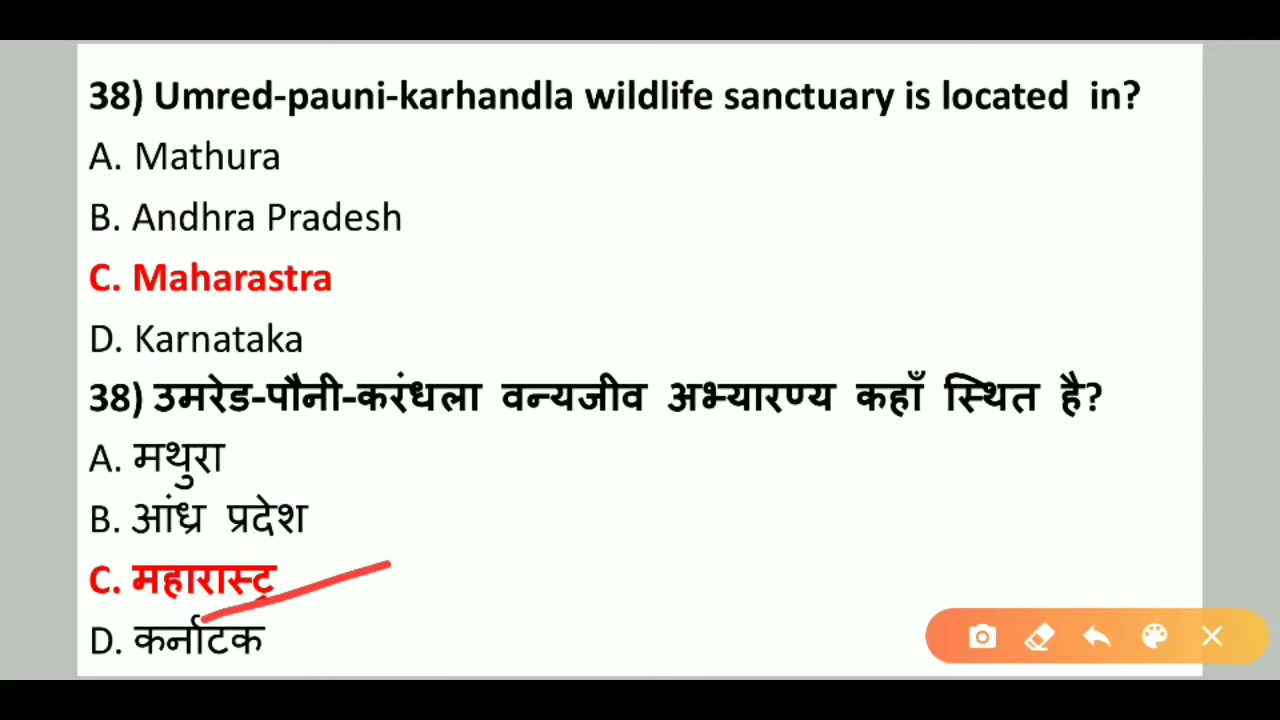 38) Umred-pauni-karhandla wildlife sanctuary is located in?
A. Mathura
B. Andhra Pradesh
C. Maharastra
D. Karnataka
38) उमरेड-पौनी-करंधला वन्यजीव अभ्यारण्य कहाँ स्थित है?
A. मथुरा
B. आंध्र प्रदेश
C. महारास्ट्र
D. कर्नाटक